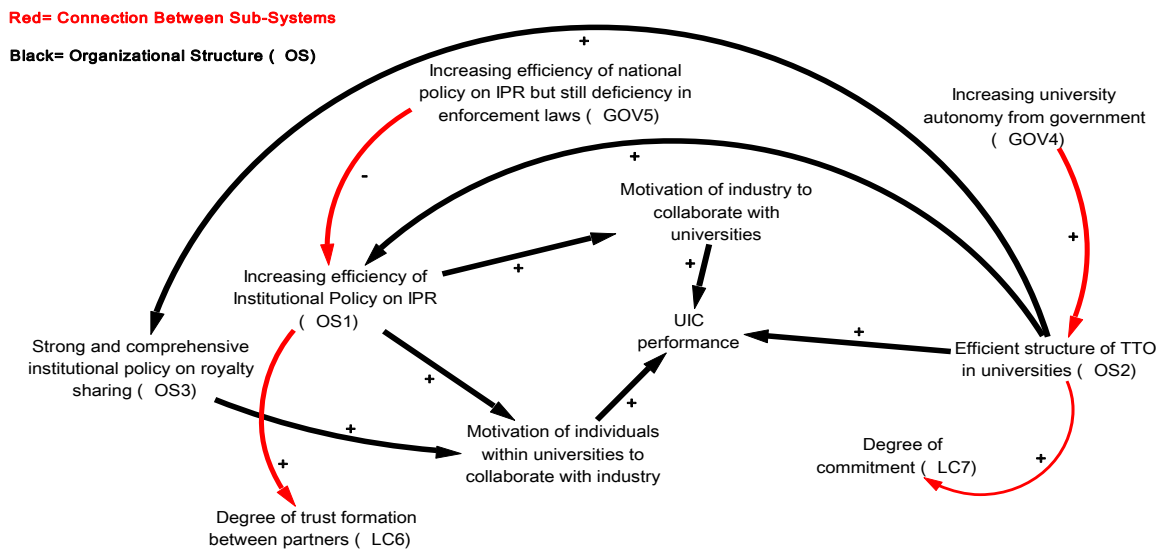 Red= Connection Between Sub-Systems
Black= Organizational Structure ( OS)
+
Increasing efficiency of national
policy on IPR but still deficiency in
enforcement laws ( GOV5)
Increasing university
autonomy from government
( GOV4)
+
-
Motivation of industry to
collaborate with
universities
+
+
+
Increasing efficiency of
Institutional Policy on IPR
( OS1)
UIC
performance
+
Efficient structure of TTO
in universities ( OS2)
Strong and comprehensive
institutional policy on royalty
sharing ( OS3)
+
+
+
Motivation of individuals
within universities to
collaborate with industry
Degree of
commitment ( LC7)
+
+
Degree of trust formation
between partners ( LC6)